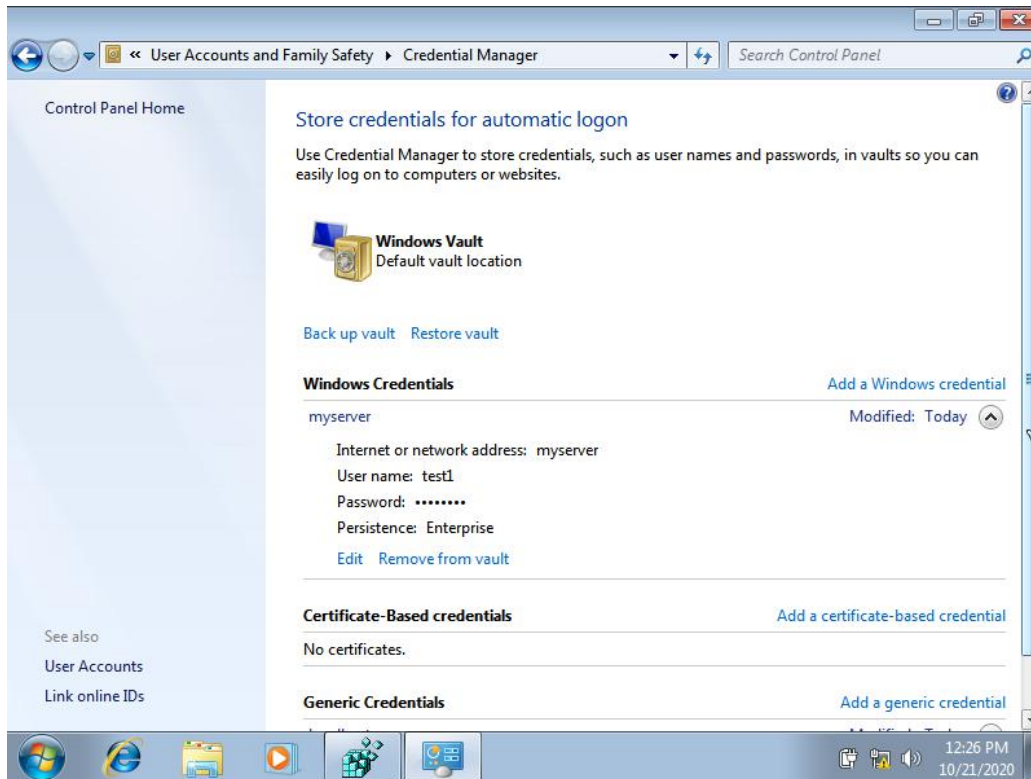 « User Accounts and Family Safety ▸ Credential Manager
Search Control Panel
Control Panel Home
Store credentials for automatic logon
Use Credential Manager to store credentials, such as user names and passwords, in vaults so you can
easily log on to computers or websites.
Windows Vault
Default vault location
Back up vault Restore vault
Windows Credentials Add a Windows credential
myserver Modified: Today
Internet or network address: myserver
User name: test1
Password: ••••••••
Persistence: Enterprise
Edit Remove from vault
Certificate-Based credentials Add a certificate-based credential
No certificates.
Generic Credentials Add a generic credential
See also
User Accounts
Link online IDs
12:26 PM
10/21/2020